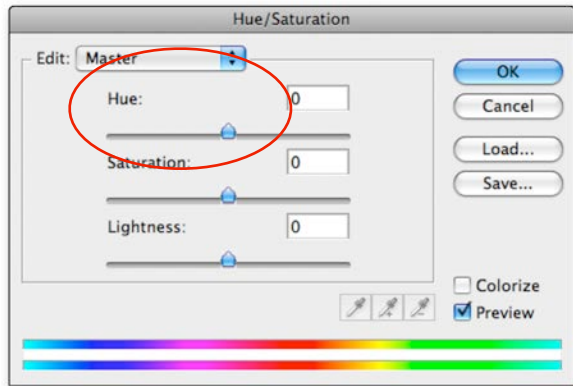 Hue/Saturation
Edit: Master
OK
Hue: 0
Cancel
Saturation: 0
Load...
Save...
Lightness: 0
Colorize
Preview